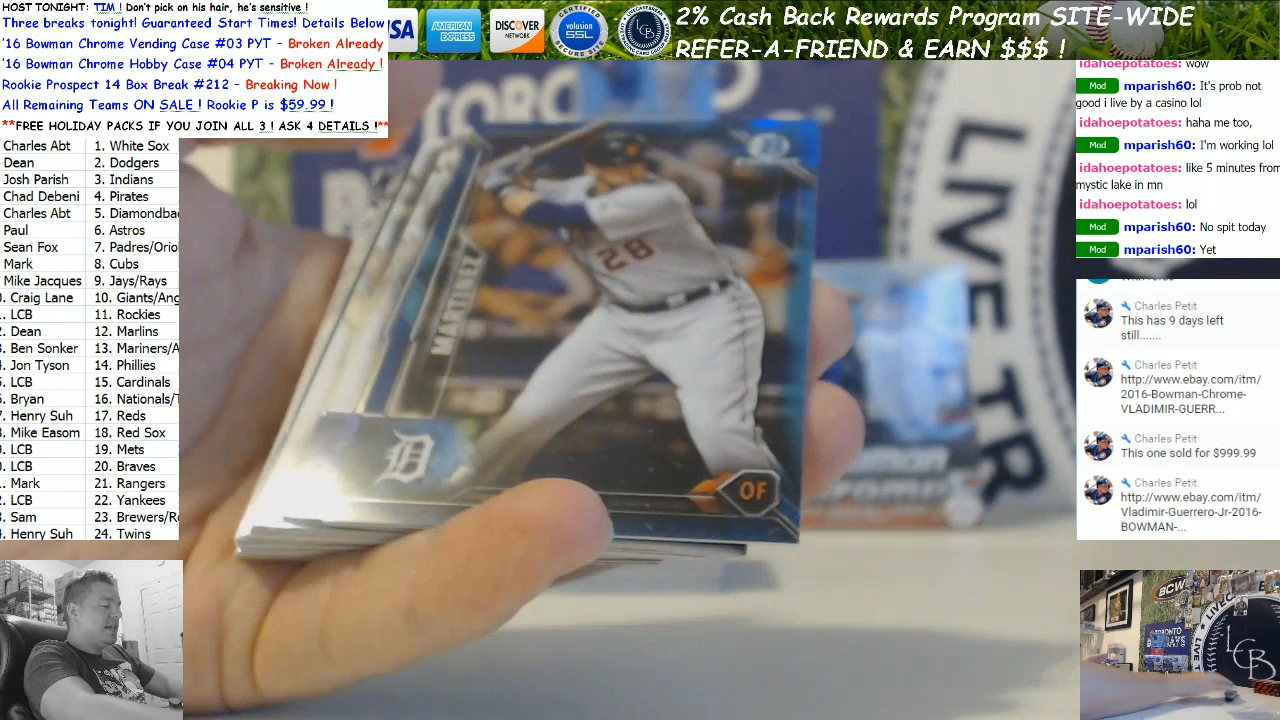 HOST TONIGHT: TIM ! Don't pick on his hair, he's sensitive !
Three breaks tonight! Guaranteed Start Times! Details Below
'16 Bowman Chrome Vending Case #03 PYT - Broken Already
'16 Bowman Chrome Hobby Case #04 PYT - Broken Already !
Rookie Prospect 14 Box Break #212 - Breaking Now !
All Remaining Teams ON SALE ! Rookie P is $59.99 !
**FREE HOLIDAY PACKS IF YOU JOIN ALL 3 ! ASK 4 DETAILS !**
VISA AMERICAN EXPRESS DISCOVER NETWORK volusion SSL SECURE SITE
2% Cash Back Rewards Program SITE-WIDE
REFER-A-FRIEND & EARN $$$ !
Charles Abt 1. White Sox
Dean 2. Dodgers
Josh Parish 3. Indians
Chad Debeni 4. Pirates
Charles Abt 5. Diamondba
Paul 6. Astros
Sean Fox 7. Padres/Orio
Mark 8. Cubs
Mike Jacques 9. Jays/Rays
. Craig Lane 10. Giants/Ang
. LCB 11. Rockies
. Dean 12. Marlins
. Ben Sonker 13. Mariners/A
. Jon Tyson 14. Phillies
. LCB 15. Cardinals
. Bryan 16. Nationals/T
. Henry Suh 17. Reds
. Mike Easom 18. Red Sox
. LCB 19. Mets
. LCB 20. Braves
. Mark 21. Rangers
. LCB 22. Yankees
. Sam 23. Brewers/Ro
. Henry Suh 24. Twins
MARTINEZ
28
D
OF
LIVE TR
idahoepotatoes: wow
Mod mparish60: It's prob not
good i live by a casino lol
idahoepotatoes: haha me too,
Mod mparish60: I'm working lol
idahoepotatoes: like 5 minutes from
mystic lake in mn
idahoepotatoes: lol
Mod mparish60: No spit today
Mod mparish60: Yet
Charles Petit
This has 9 days left
still.......
Charles Petit
http://www.ebay.com/itm/
2016-Bowman-Chrome-
VLADIMIR-GUERR...
Charles Petit
This one sold for $999.99
Charles Petit
http://www.ebay.com/itm/
Vladimir-Guerrero-Jr-2016-
BOWMAN-...
BCW
TORONTO
LCB